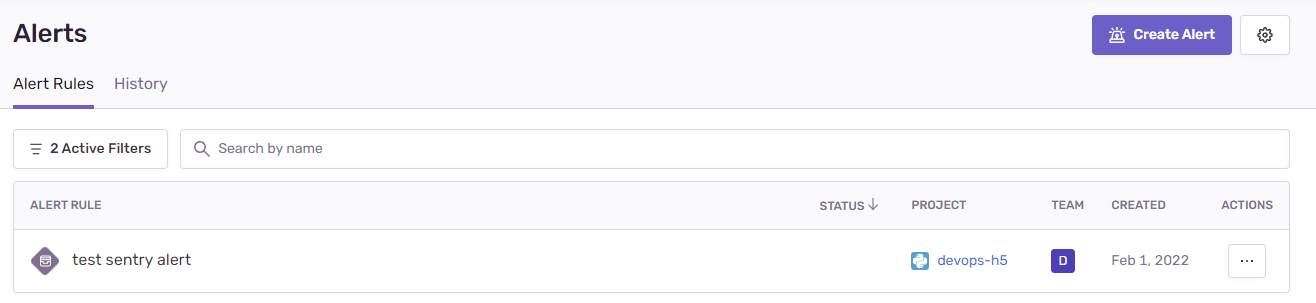 Alerts
Create Alert
Alert Rules History
2 Active Filters Search by name
ALERT RULE STATUS PROJECT TEAM CREATED ACTIONS
test sentry alert devops-h5 D Feb 1, 2022 ...